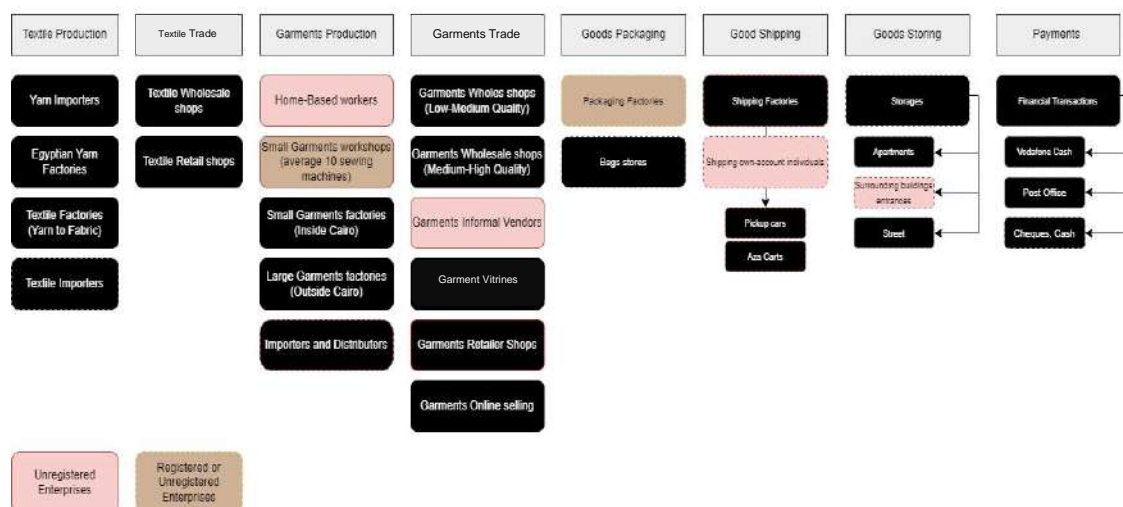 Textile Production
Textile Trade
Garments Production
Garments Trade
Goods Packaging
Good Shipping
Goods Storing
Payments
Yarn Importers
Egyptian Yarn
Factories
Textile Factories
(Yarn to Fabric)
Textile Importers
Textile Wholesale
shops
Textile Retail shops
Home-Based workers
Small Garments workshops
(average 10 sewing
machines)
Small Garments factories
(Inside Cairo)
Large Garments factories
(Outside Cairo)
Importers and Distributers
Garments Wholes shops
(Low-Medium Quality)
Garments Wholesale shops
(Medium-High Quality)
Garments Informal Vendors
Garment Vitrines
Garments Retailer Shops
Garments Online selling
Packaging Factories
Bags stores
Shipping Factories
Shipping own-account individuals
Pickup cars
Aza Carts
Storages
Apartments
Surrounding buildings
entrances
Street
Financial Transactions
Vodafone Cash
Post Office
Cheques, Cash
Unregistered
Enterprises
Registered or
Unregistered
Enterprises